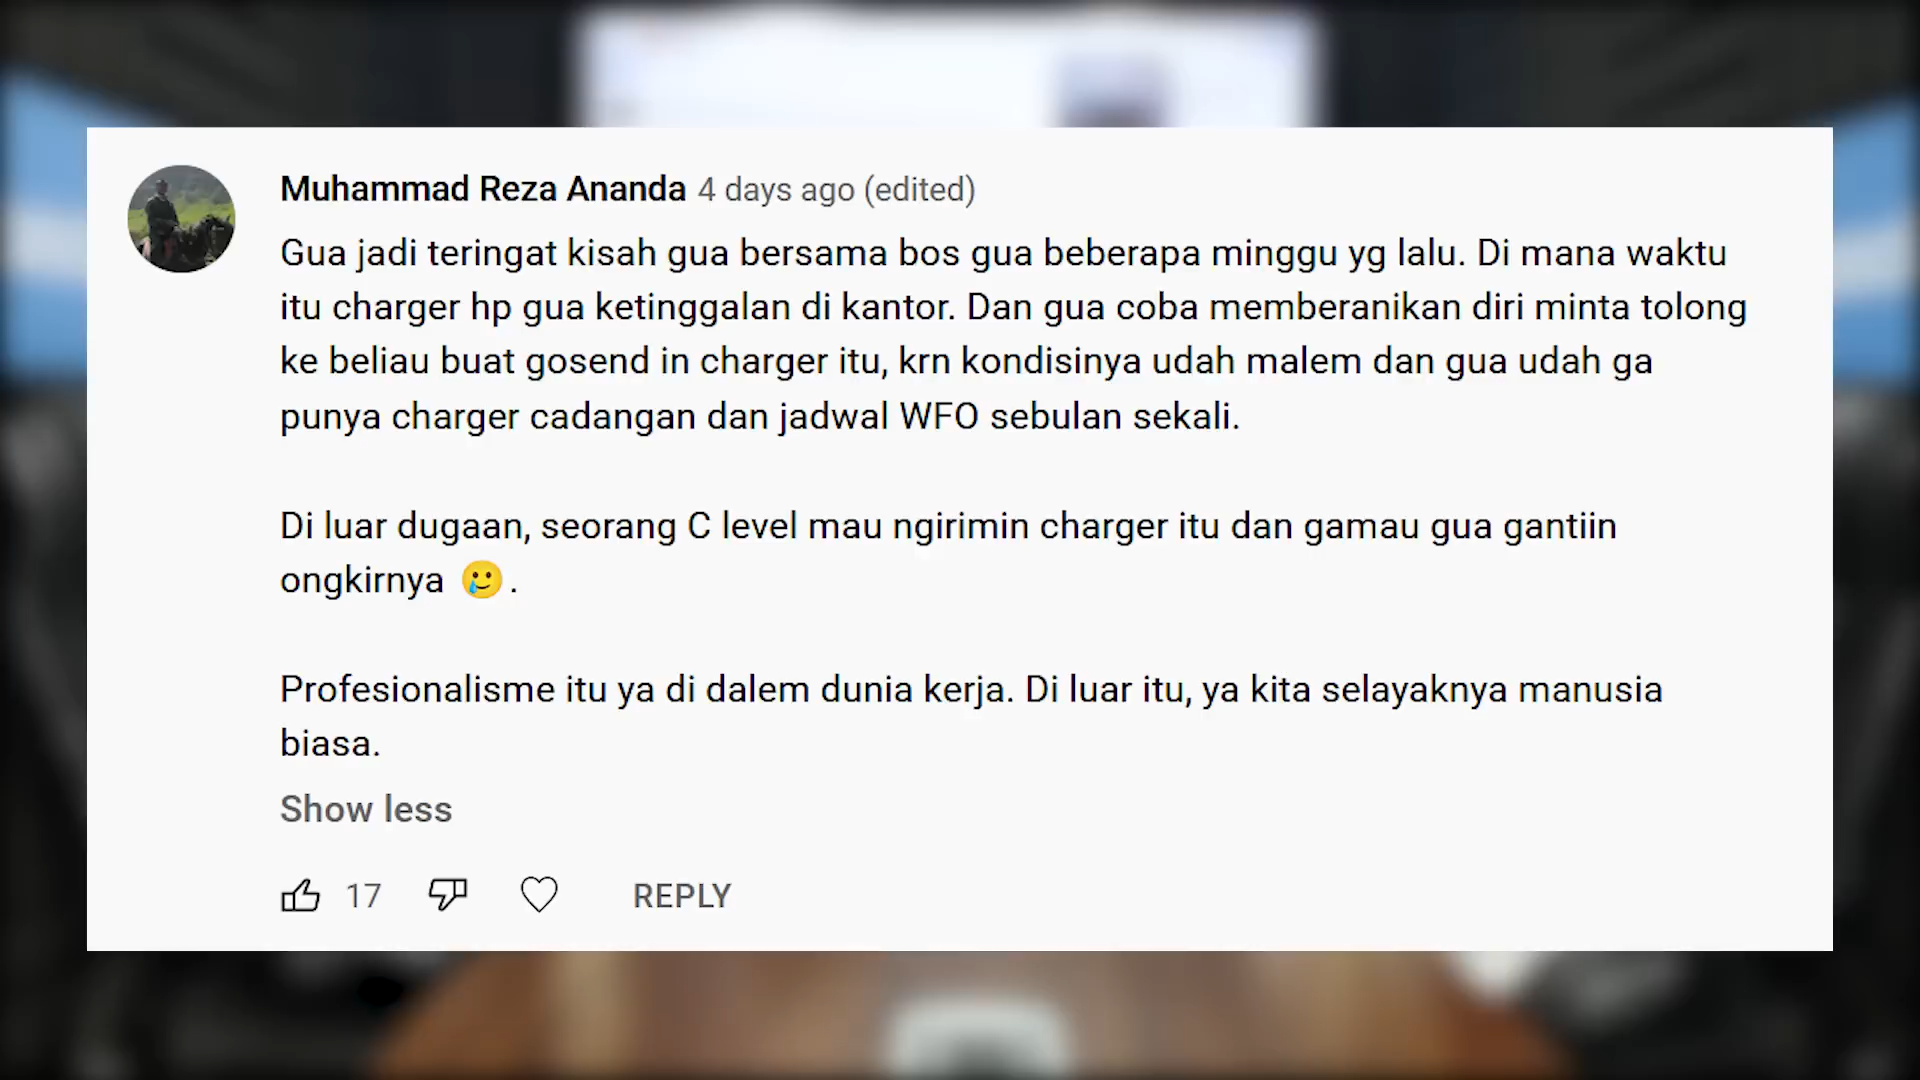 Muhammad Reza Ananda 4 days ago (edited)
Gua jadi teringat kisah gua bersama bos gua beberapa minggu yg lalu. Di mana waktu
itu charger hp gua ketinggalan di kantor. Dan gua coba memberanikan diri minta tolong
ke beliau buat gosend in charger itu, krn kondisinya udah malem dan gua udah ga
punya charger cadangan dan jadwal WFO sebulan sekali.
Di luar dugaan, seorang C level mau ngirimin charger itu dan gamau gua gantiin
ongkirnya 🥲.
Profesionalisme itu ya di dalem dunia kerja. Di luar itu, ya kita selayaknya manusia
biasa.
Show less
17 REPLY